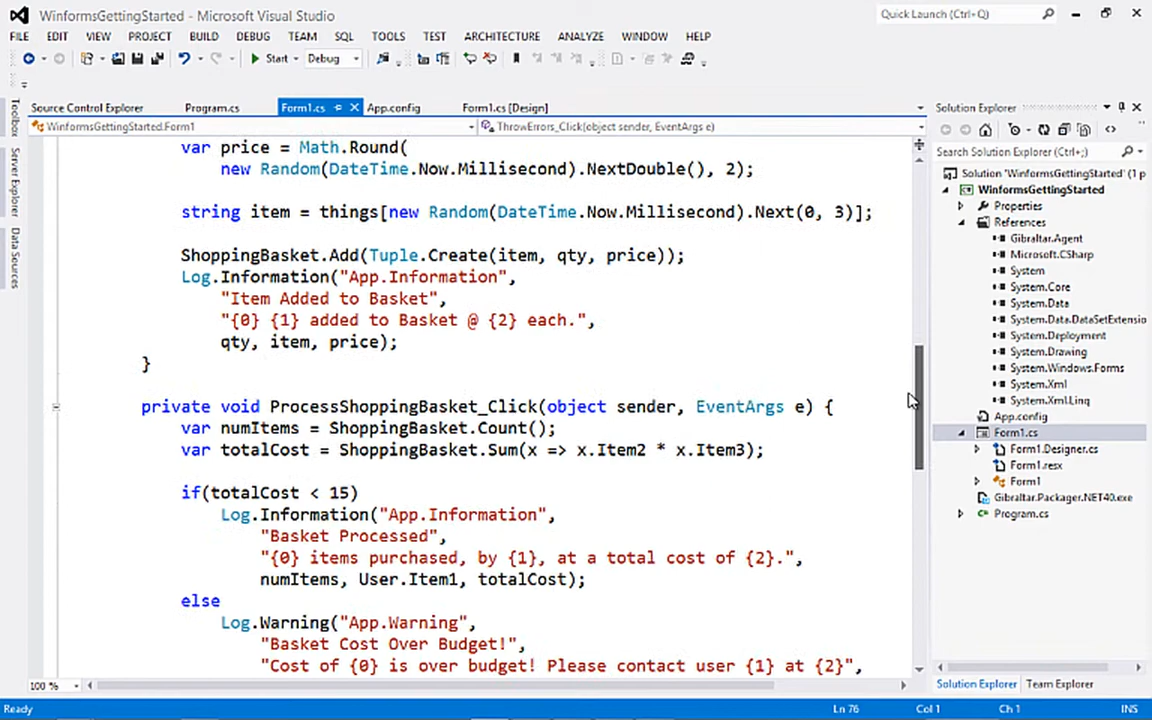 WinformsGettingStarted - Microsoft Visual Studio
Quick Launch (Ctrl+Q)
FILE EDIT VIEW PROJECT BUILD DEBUG TEAM SQL TOOLS TEST ARCHITECTURE ANALYZE WINDOW HELP
Start Debug
Source Control Explorer Program.cs Form1.cs App.config Form1.cs [Design]
WinformsGettingStarted.Form1 ThrowErrors_Click(object sender, EventArgs e)
Toolbox
Server Explorer
Data Sources
var price = Math.Round(
new Random(DateTime.Now.Millisecond).NextDouble(), 2);
string item = things[new Random(DateTime.Now.Millisecond).Next(0, 3)];
ShoppingBasket.Add(Tuple.Create(item, qty, price));
Log.Information("App.Information",
"Item Added to Basket",
"{0} {1} added to Basket @ {2} each.",
qty, item, price);
}
private void ProcessShoppingBasket_Click(object sender, EventArgs e) {
var numItems = ShoppingBasket.Count();
var totalCost = ShoppingBasket.Sum(x => x.Item2 * x.Item3);
if(totalCost < 15)
Log.Information("App.Information",
"Basket Processed",
"{0} items purchased, by {1}, at a total cost of {2}.",
numItems, User.Item1, totalCost);
else
Log.Warning("App.Warning",
"Basket Cost Over Budget!",
"Cost of {0} is over budget! Please contact user {1} at {2}",
100 %
Solution Explorer
Search Solution Explorer (Ctrl+;)
Solution 'WinformsGettingStarted' (1 p
WinformsGettingStarted
Properties
References
Gibraltar.Agent
Microsoft.CSharp
System
System.Core
System.Data
System.Data.DataSetExtensio
System.Deployment
System.Drawing
System.Windows.Forms
System.Xml
System.Xml.Linq
App.config
Form1.cs
Form1.Designer.cs
Form1.resx
Form1
Gibraltar.Packager.NET40.exe
Program.cs
Solution Explorer Team Explorer
Ready Ln 76 Col 1 Ch 1 INS